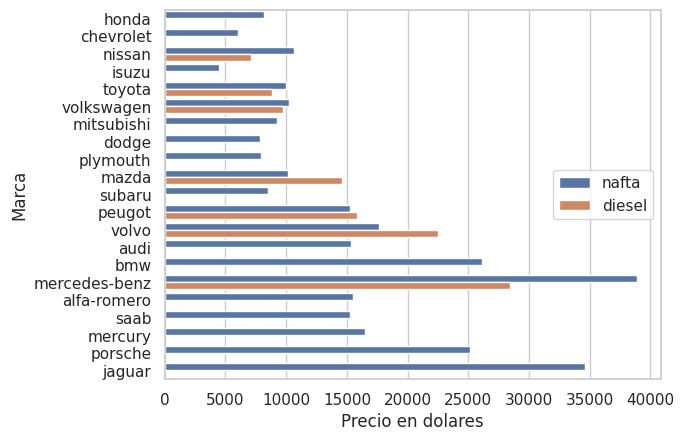 honda
chevrolet
nissan
isuzu
toyota
volkswagen
mitsubishi
dodge
plymouth
mazda
subaru
peugot
volvo
audi
bmw
mercedes-benz
alfa-romero
saab
mercury
porsche
jaguar
Marca
nafta
diesel
0 5000 10000 15000 20000 25000 30000 35000 40000
Precio en dolares